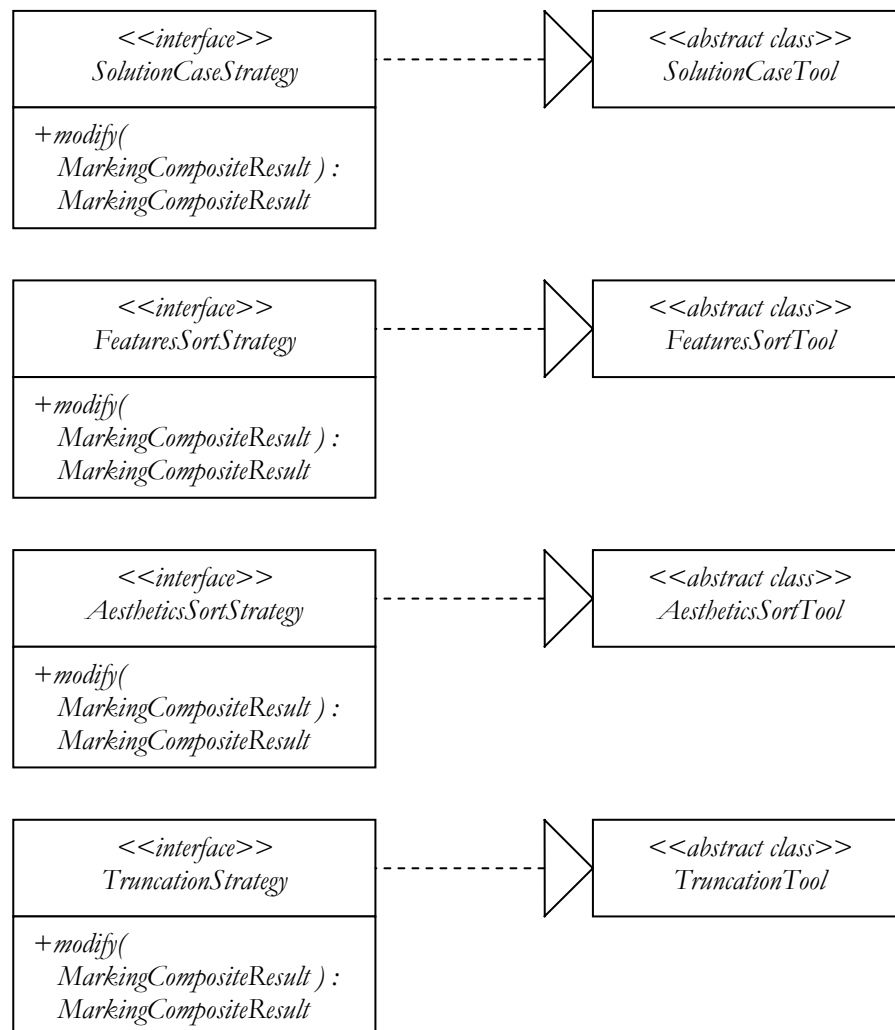 <<interface>>
SolutionCaseStrategy
<<abstract class>>
SolutionCaseTool
+modify(
MarkingCompositeResult ) :
MarkingCompositeResult
<<interface>>
FeaturesSortStrategy
<<abstract class>>
FeaturesSortTool
+modify(
MarkingCompositeResult ) :
MarkingCompositeResult
<<interface>>
AestheticsSortStrategy
<<abstract class>>
AestheticsSortTool
+modify(
MarkingCompositeResult ) :
MarkingCompositeResult
<<interface>>
TruncationStrategy
<<abstract class>>
TruncationTool
+modify(
MarkingCompositeResult ) :
MarkingCompositeResult